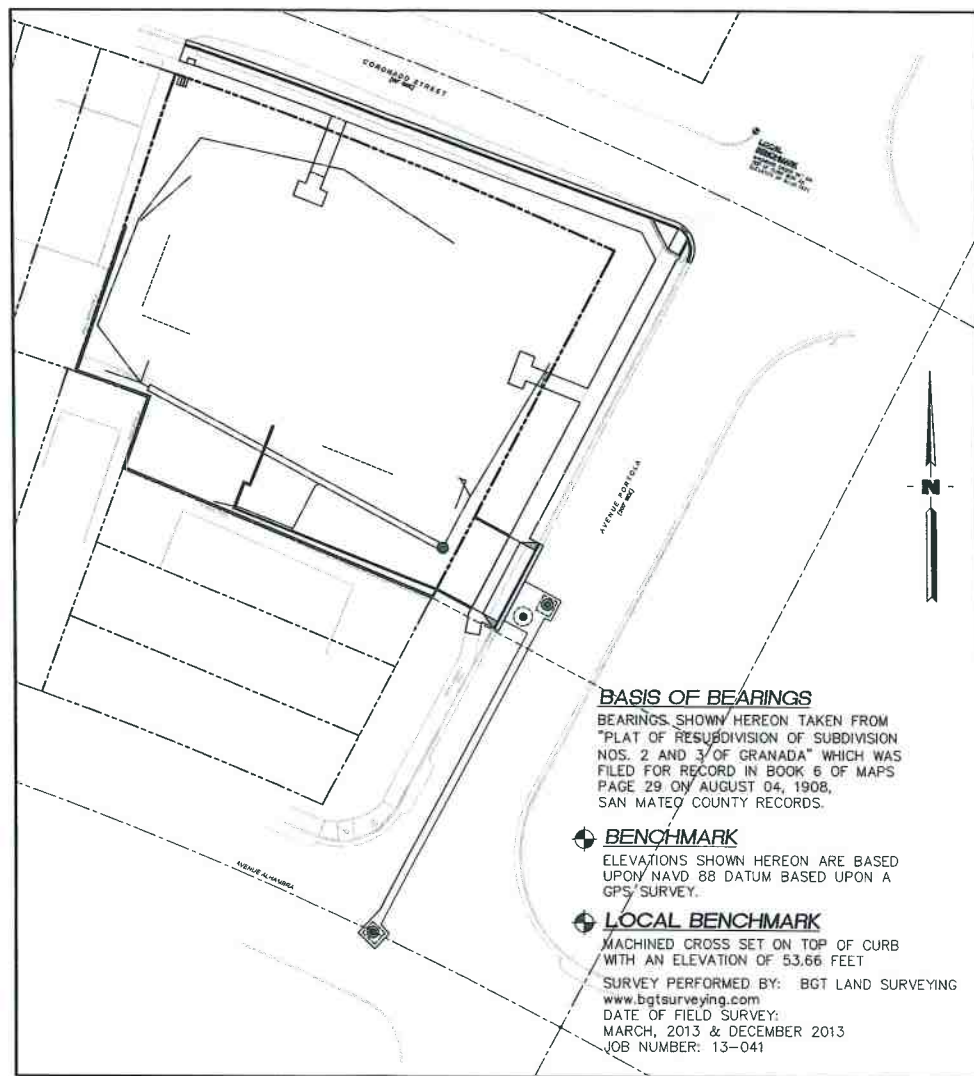 CORONADO STREET
LOCAL
BENCHMARK
AVENUE PORTOLA
N
BASIS OF BEARINGS
BEARINGS SHOWN HEREON TAKEN FROM
"PLAT OF RESUBDIVISION OF SUBDIVISION
NOS. 2 AND 3 OF GRANADA" WHICH WAS
FILED FOR RECORD IN BOOK 6 OF MAPS
PAGE 29 ON AUGUST 04, 1908,
SAN MATEO COUNTY RECORDS.
BENCHMARK
ELEVATIONS SHOWN HEREON ARE BASED
UPON NAVD 88 DATUM BASED UPON A
GPS SURVEY.
AVENUE ALHAMBRA
LOCAL BENCHMARK
MACHINED CROSS SET ON TOP OF CURB
WITH AN ELEVATION OF 53.66 FEET
SURVEY PERFORMED BY: BGT LAND SURVEYING
www.bgtsurveying.com
DATE OF FIELD SURVEY:
MARCH, 2013 & DECEMBER 2013
JOB NUMBER: 13-041